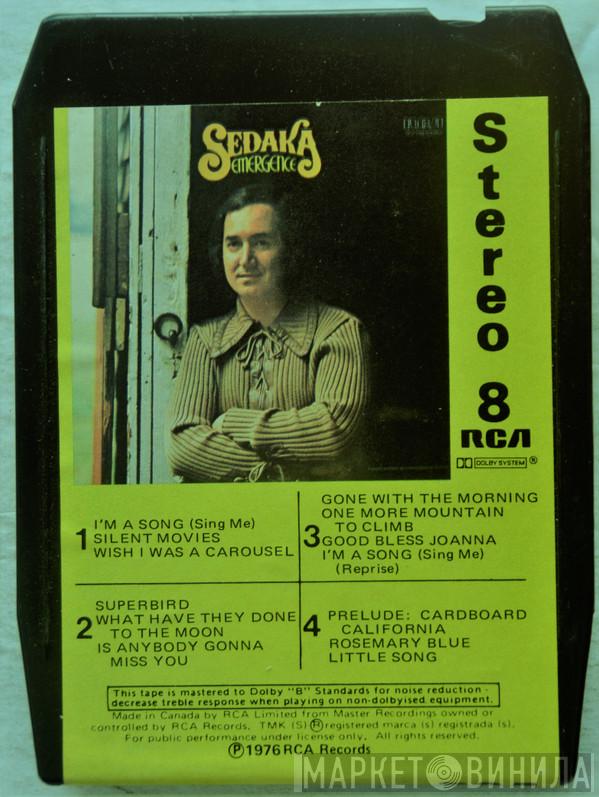 SEDAKA
EMERGENCE
Stereo 8
RCA
DOLBY SYSTEM ®
1
I'M A SONG (Sing Me)
SILENT MOVIES
WISH I WAS A CAROUSEL
2
SUPERBIRD
WHAT HAVE THEY DONE
TO THE MOON
IS ANYBODY GONNA
MISS YOU
3
GONE WITH THE MORNING
ONE MORE MOUNTAIN
TO CLIMB
GOOD BLESS JOANNA
I'M A SONG (Sing Me)
(Reprise)
4
PRELUDE: CARDBOARD
CALIFORNIA
ROSEMARY BLUE
LITTLE SONG
This tape is mastered to Dolby "B" Standards for noise reduction -
decrease treble response when playing on non-dolbyised equipment.
Made in Canada by RCA Limited from Master Recordings owned or
controlled by RCA Records. TMK (S) ® registered marca (s) registrada (s).
For public performance under license only. All rights reserved.
℗ 1976 RCA Records
МАРКЕТ ВИНИЛА